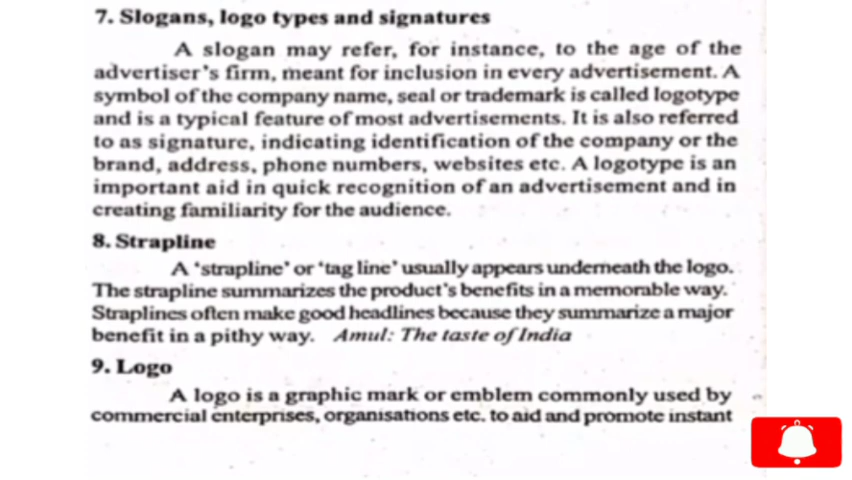 7. Slogans, logo types and signatures
A slogan may refer, for instance, to the age of the
advertiser's firm, meant for inclusion in every advertisement. A
symbol of the company name, seal or trademark is called logotype
and is a typical feature of most advertisements. It is also referred
to as signature, indicating identification of the company or the
brand, address, phone numbers, websites etc. A logotype is an
important aid in quick recognition of an advertisement and in
creating familiarity for the audience.
8. Strapline
A 'strapline' or 'tag line' usually appears underneath the logo.
The strapline summarizes the product's benefits in a memorable way.
Straplines often make good headlines because they summarize a major
benefit in a pithy way. Amul: The taste of India
9. Logo
A logo is a graphic mark or emblem commonly used by
commercial enterprises, organisations etc. to aid and promote instant